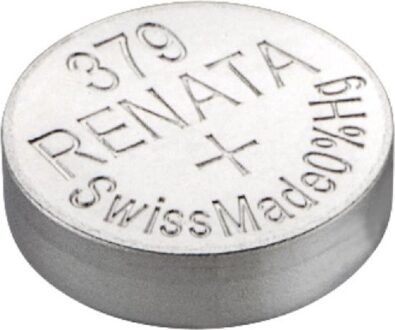 379
RENATA
+
SwissMade0%Hg